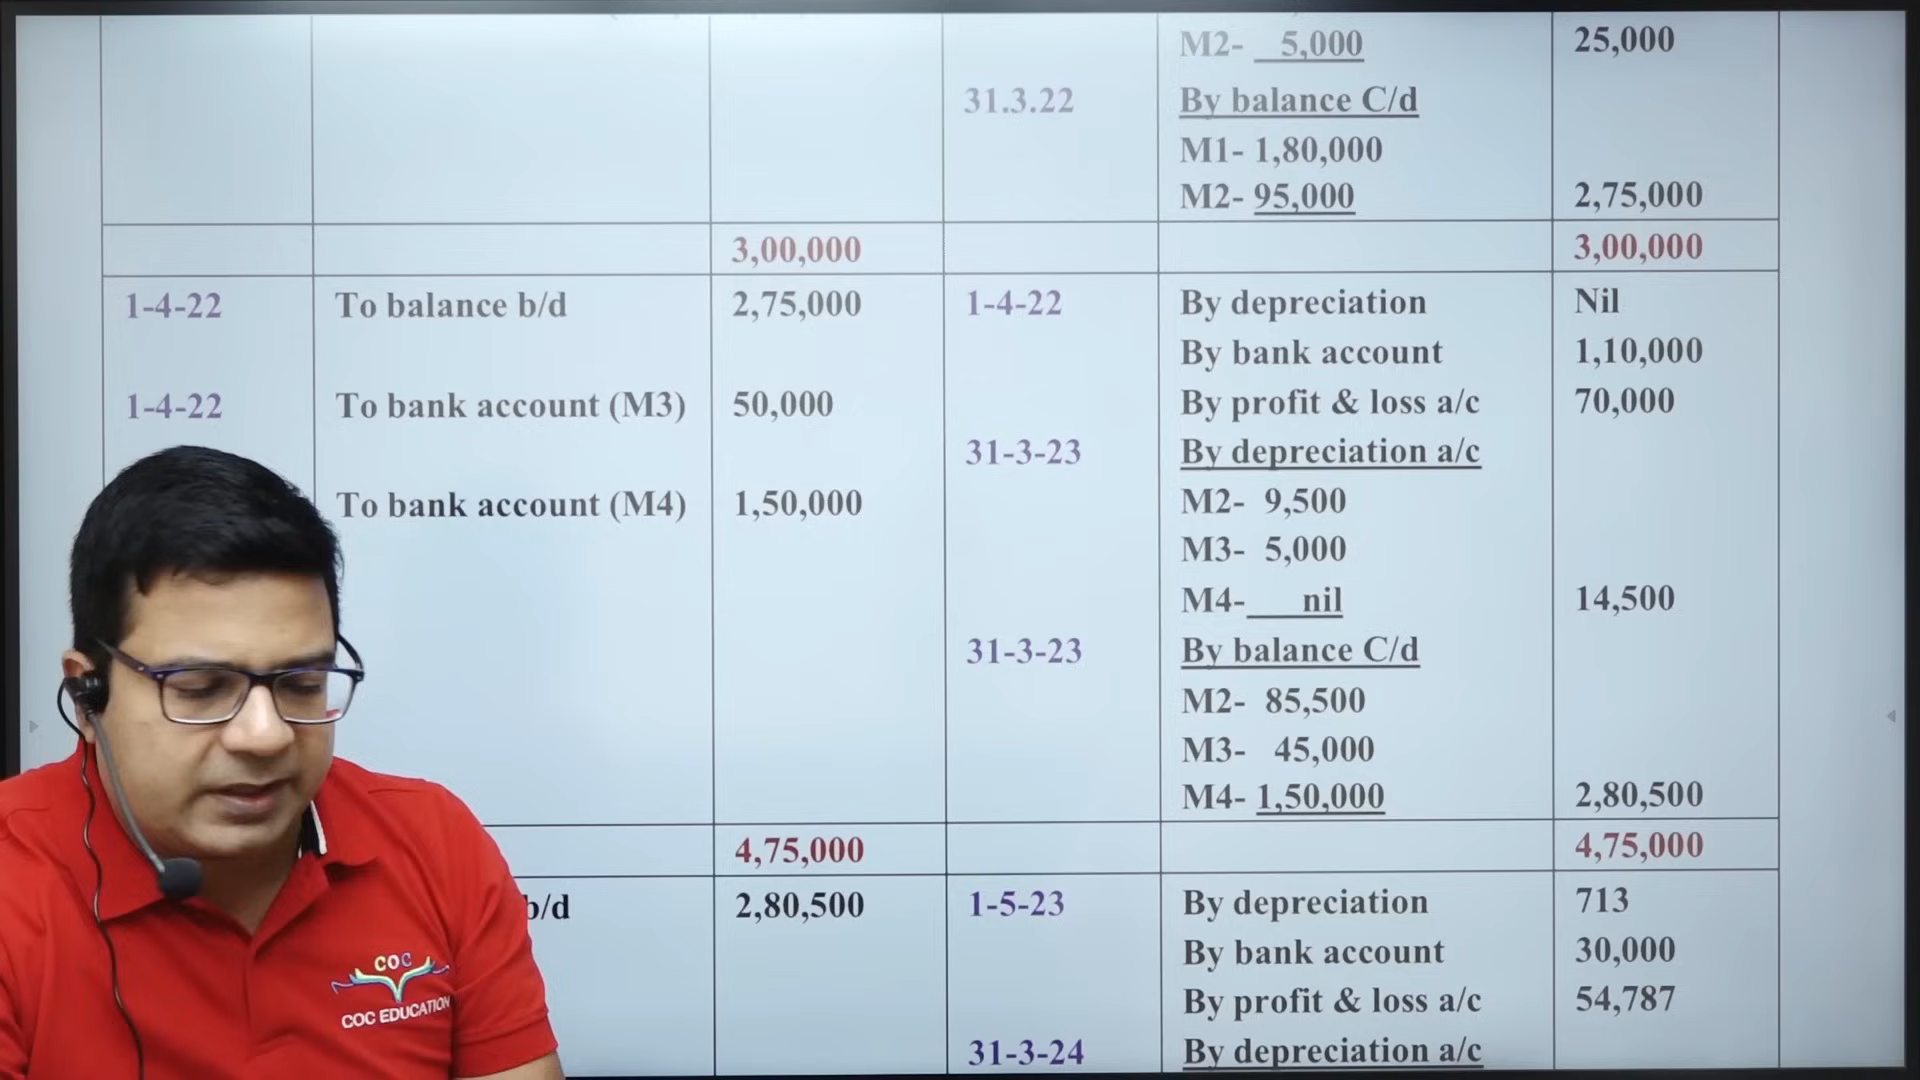 M2- 5,000 25,000
31.3.22 By balance C/d
M1- 1,80,000
M2- 95,000 2,75,000
3,00,000 3,00,000
1-4-22 To balance b/d 2,75,000 1-4-22 By depreciation Nil
By bank account 1,10,000
1-4-22 To bank account (M3) 50,000 By profit & loss a/c 70,000
31-3-23 By depreciation a/c
To bank account (M4) 1,50,000 M2- 9,500
M3- 5,000
M4- nil 14,500
31-3-23 By balance C/d
M2- 85,500
M3- 45,000
M4- 1,50,000 2,80,500
4,75,000 4,75,000
b/d 2,80,500 1-5-23 By depreciation 713
By bank account 30,000
By profit & loss a/c 54,787
31-3-24 By depreciation a/c
COC
COC EDUCATION